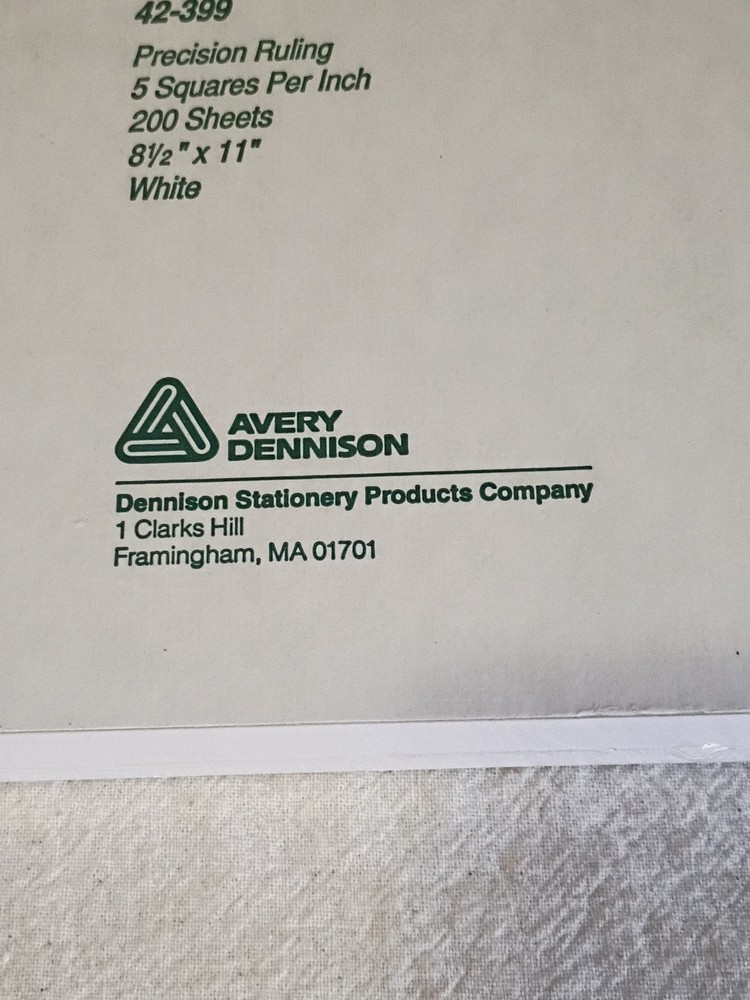 42-399
Precision Ruling
5 Squares Per Inch
200 Sheets
8½" x 11"
White
AVERY
DENNISON
Dennison Stationery Products Company
1 Clarks Hill
Framingham, MA 01701